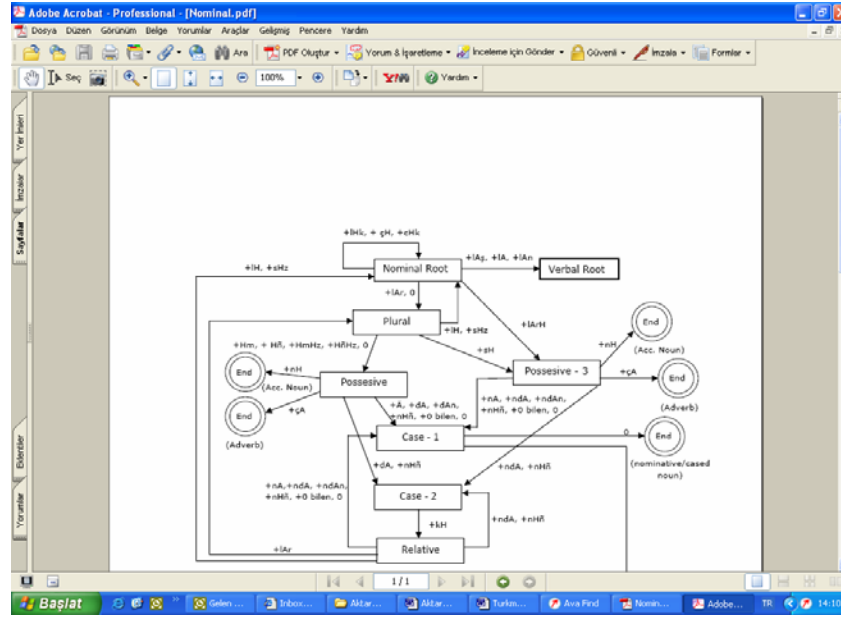 Adobe Acrobat - Professional - [Nominal.pdf]
Dosya Düzen Görünüm Belge Yorumlar Araçlar Gelişmiş Pencere Yardım
Ara PDF Oluştur Yorum & İşaretleme İnceleme için Gönder Güvenli İmzala Formlar
Seç 100% Yardım
Yer İmleri
İmzalar
Sayfalar
Eklentiler
Yorumlar
+lHk, + çH, +cHk
+lH, +sHz
Nominal Root
+lAş, +lA, +lAn
Verbal Root
+lAr, 0
Plural
+lH, +sHz
+lArH
+sH
+Hm, + Hñ, +HmHz, +HñHz, 0
End
+nH
(Acc. Noun)
Possesive
Possesive - 3
+nH
End
(Acc. Noun)
+çA
End
(Adverb)
End
+çA
(Adverb)
+A, +dA, +dAn,
+nHñ, +0 bilen, 0
+nA, +ndA, +ndAn,
+nHñ, +0 bilen, 0
Case - 1
0
End
(nominative/cased
noun)
+dA, +nHñ
+ndA, +nHñ
+nA,+ndA, +ndAn,
+nHñ, +0 bilen, 0
Case - 2
+kH
+ndA, +nHñ
+lAr
Relative
1/1
Başlat
Gelen ...
Inbox...
Aktar...
Aktar...
Turkm...
Ava Find
Nomin...
Adobe...
TR
14:10